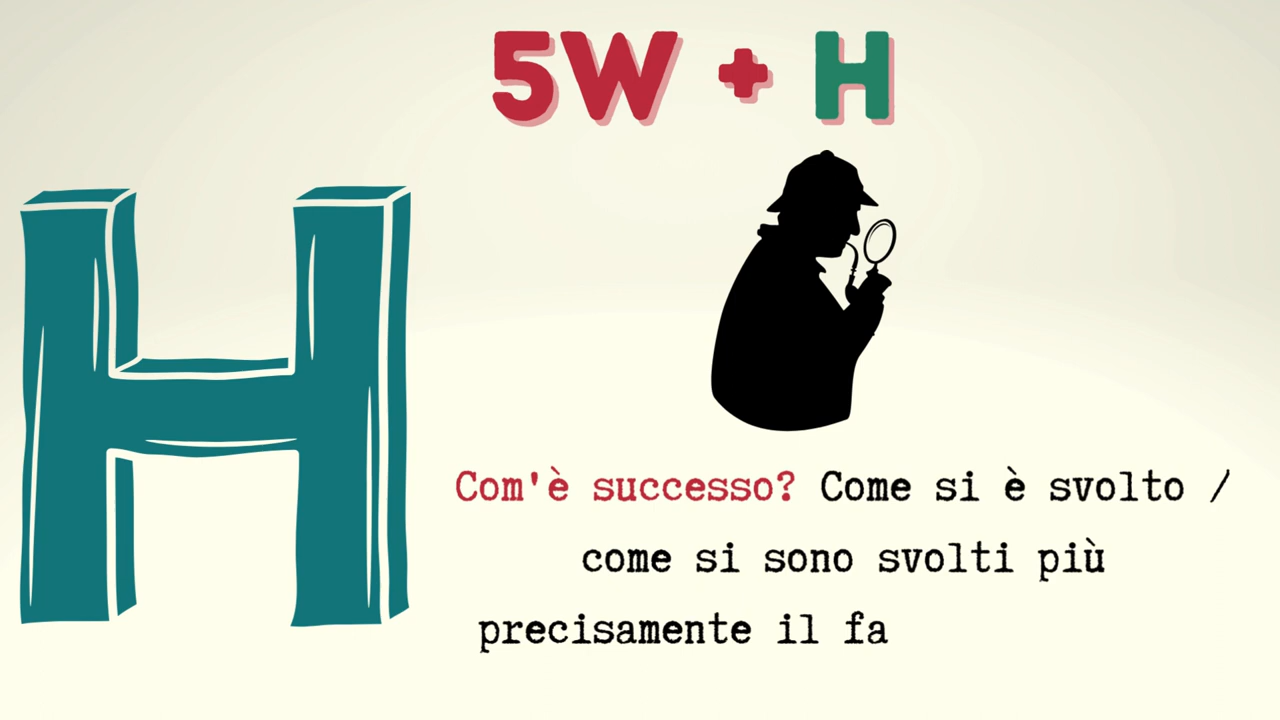 5W + H
H
Com'è successo? Come si è svolto /
come si sono svolti più
precisamente il fa